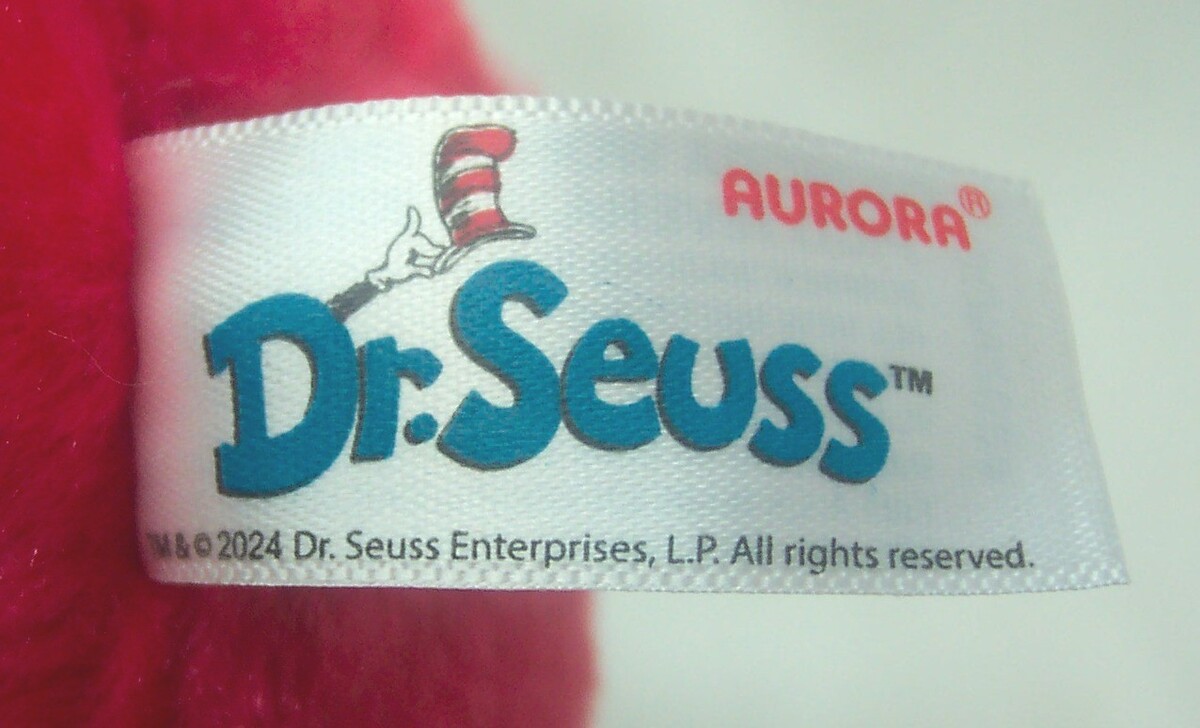 AURORA®
Dr. Seuss™
TM & © 2024 Dr. Seuss Enterprises, L.P. All rights reserved.